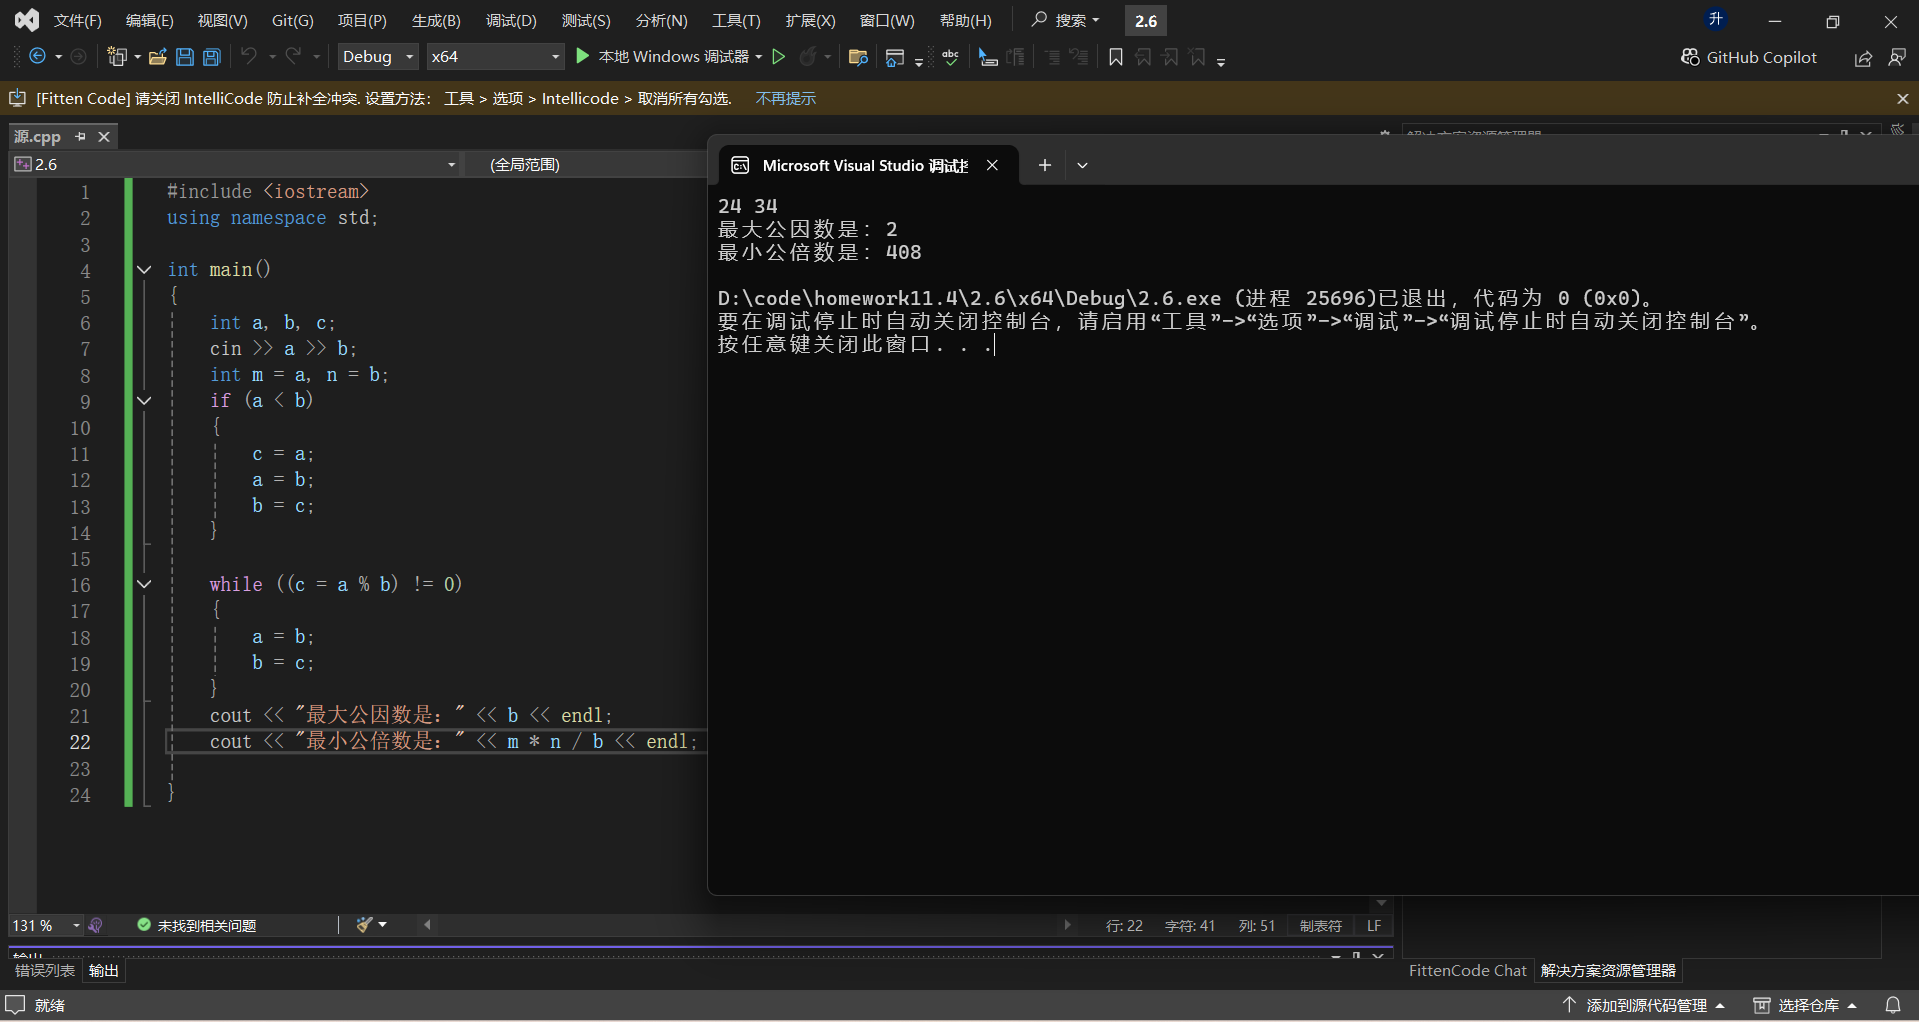 文件(F) 编辑(E) 视图(V) Git(G) 项目(P) 生成(B) 调试(D) 测试(S) 分析(N) 工具(T) 扩展(X) 窗口(W) 帮助(H) 搜索 2.6 升
Debug x64 本地 Windows 调试器 abc GitHub Copilot
[Fitten Code] 请关闭 IntelliCode 防止补全冲突. 设置方法： 工具 > 选项 > Intellicode > 取消所有勾选. 不再提示
源.cpp
解决方案资源管理器
2.6 (全局范围)
1 #include <iostream>
2 using namespace std;
3
4 int main()
5 {
6 int a, b, c;
7 cin >> a >> b;
8 int m = a, n = b;
9 if (a < b)
10 {
11 c = a;
12 a = b;
13 b = c;
14 }
15
16 while ((c = a % b) != 0)
17 {
18 a = b;
19 b = c;
20 }
21 cout << "最大公因数是：" << b << endl;
22 cout << "最小公倍数是：" << m * n / b << endl;
23
24 }
Microsoft Visual Studio 调试
24 34
最大公因数是：2
最小公倍数是：408
D:\code\homework11.4\2.6\x64\Debug\2.6.exe (进程 25696)已退出，代码为 0 (0x0)。
要在调试停止时自动关闭控制台，请启用“工具”->“选项”->“调试”->“调试停止时自动关闭控制台”。
按任意键关闭此窗口. . .
131 % 未找到相关问题 行: 22 字符: 41 列: 51 制表符 LF
输出
错误列表 输出 FittenCode Chat 解决方案资源管理器
就绪 添加到源代码管理 选择仓库